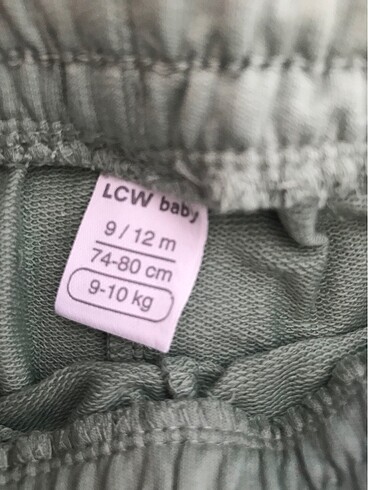 LCW baby
9 / 12 m
74-80 cm
9-10 kg